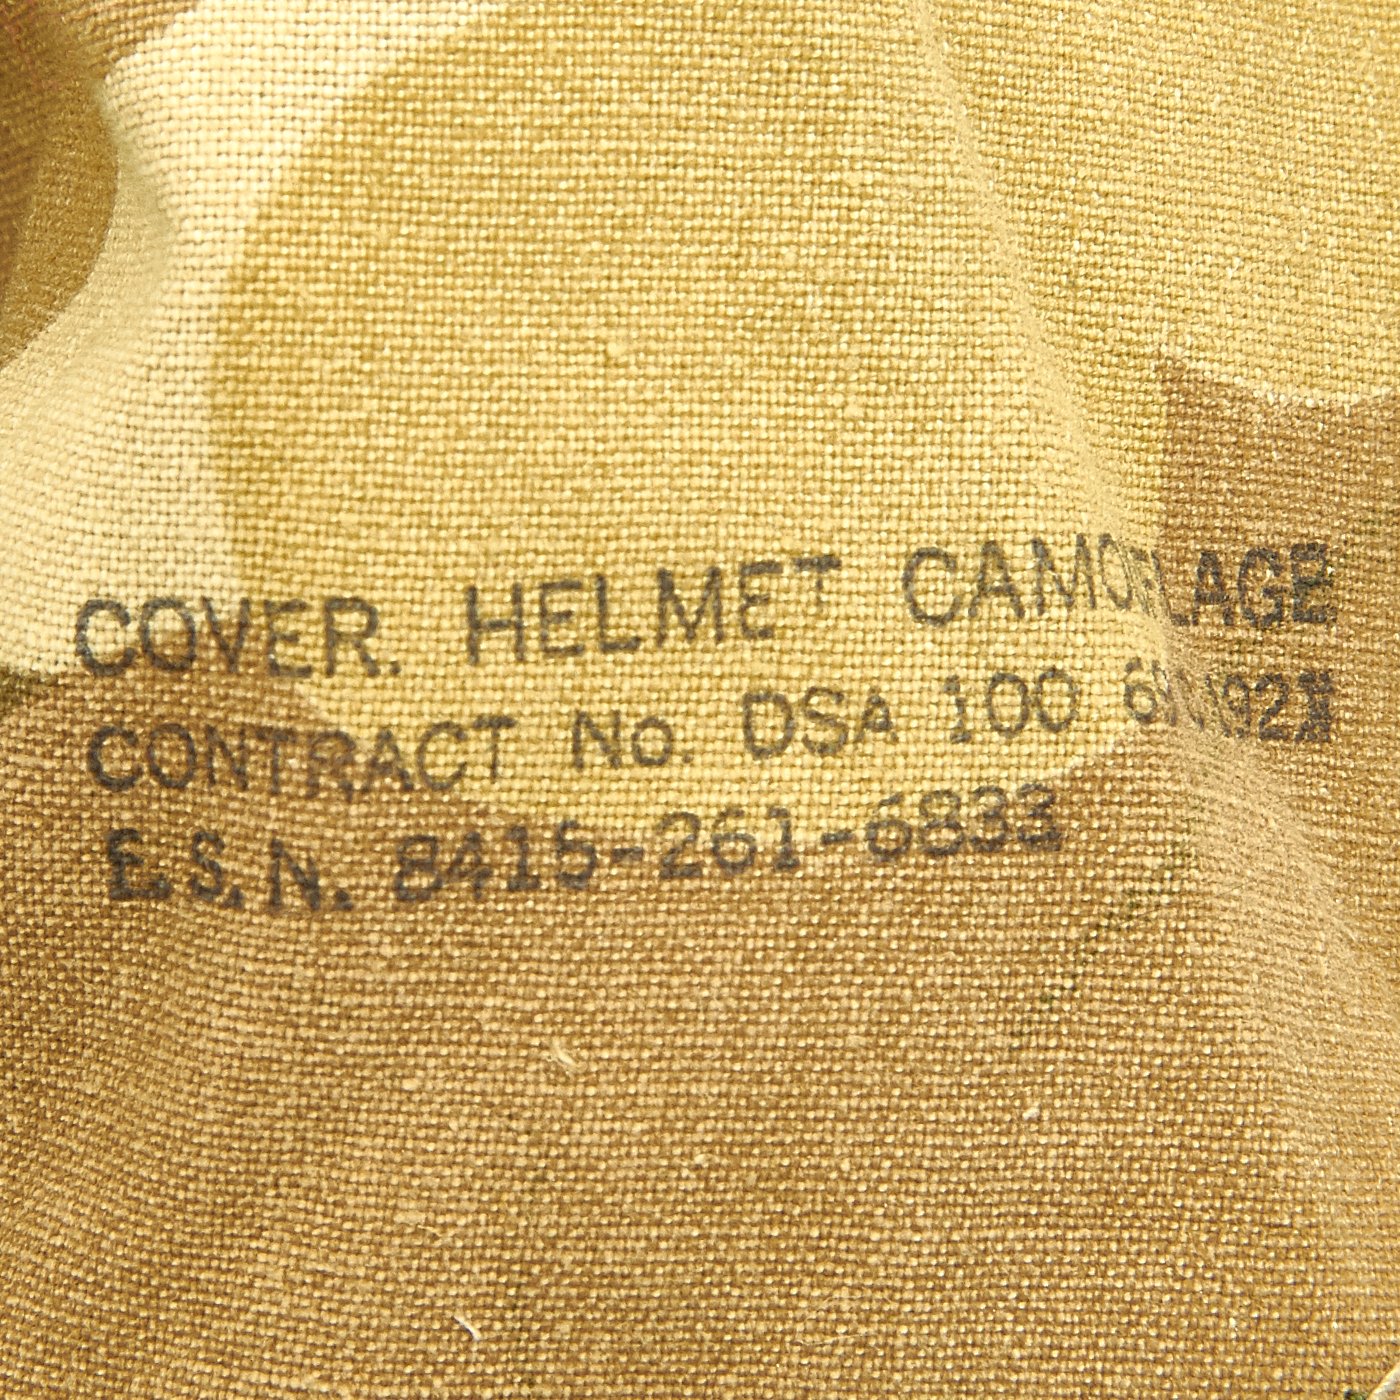 COVER, HELMET CAMOFLAGE
CONTRACT No. DSA 100
F.S.N. 8415-261-6833